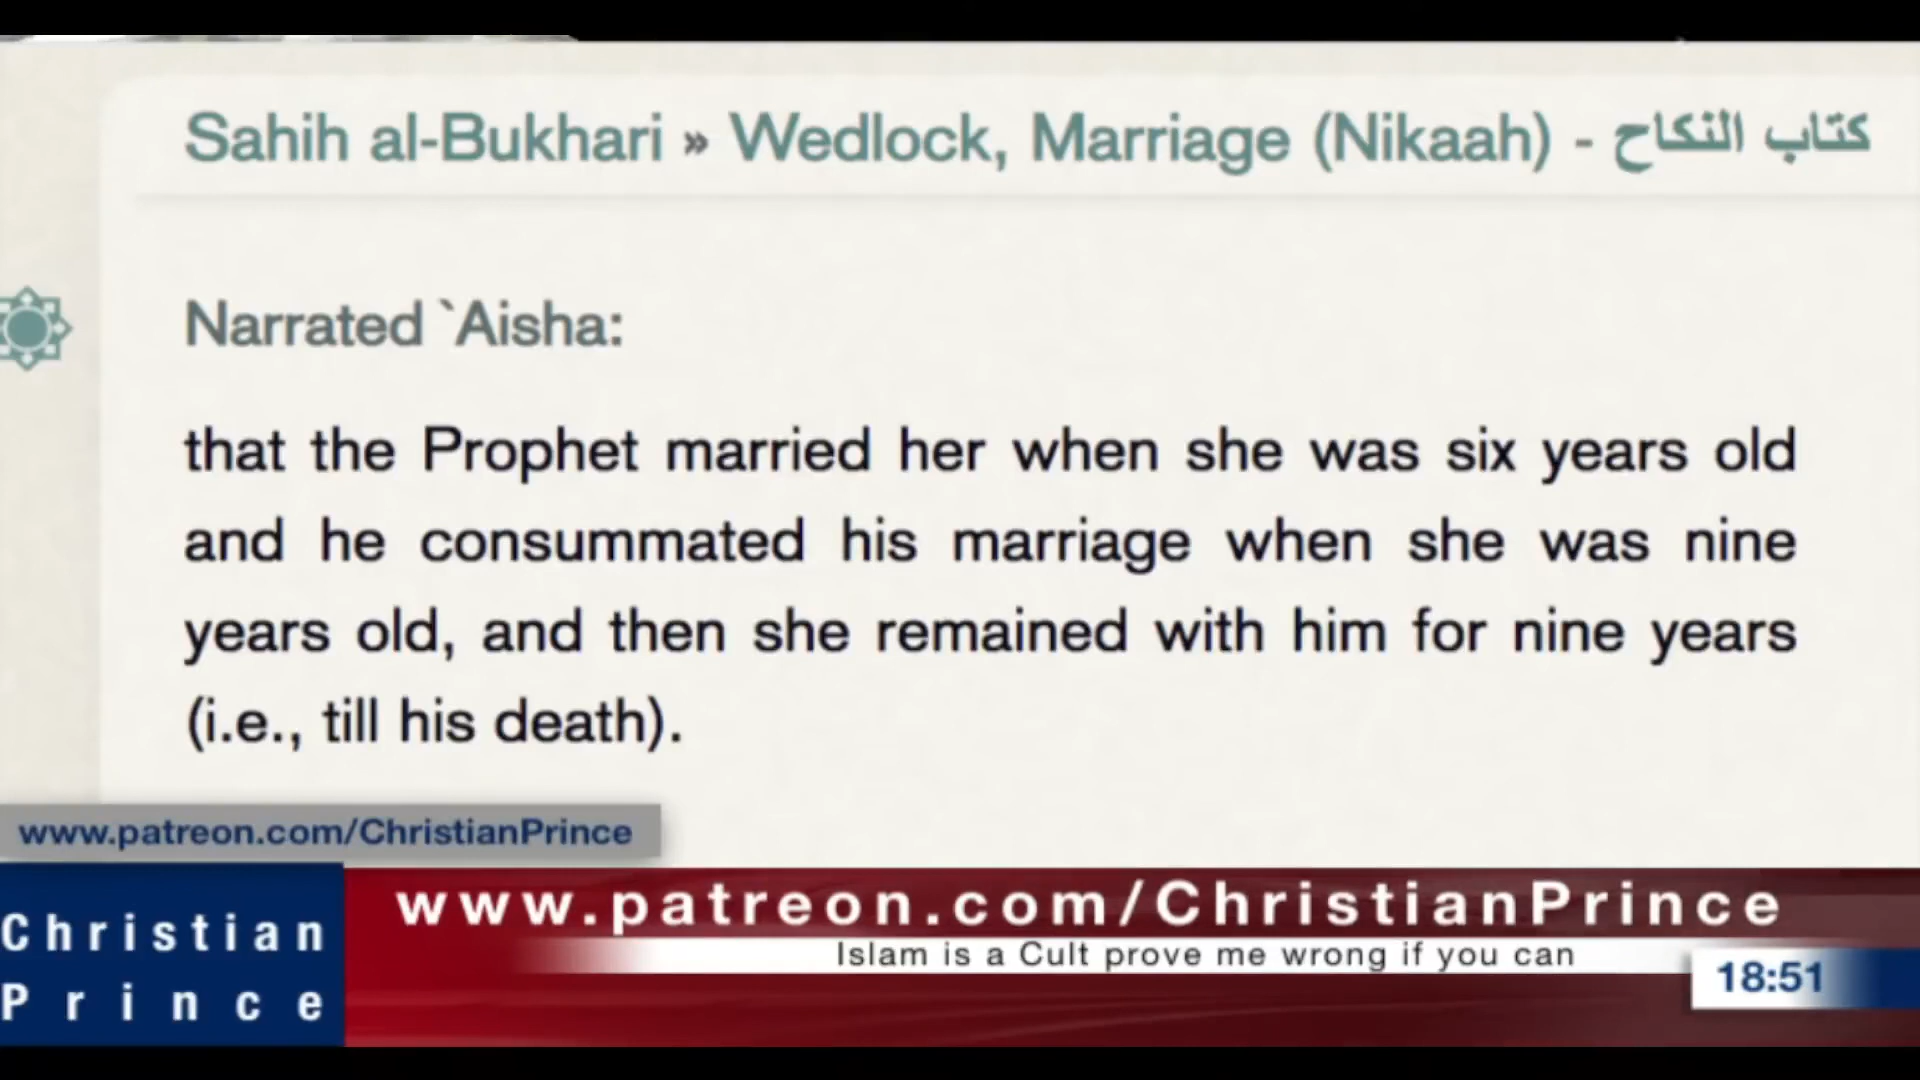 Sahih al-Bukhari » Wedlock, Marriage (Nikaah) - كتاب النكاح
Narrated `Aisha:
that the Prophet married her when she was six years old
and he consummated his marriage when she was nine
years old, and then she remained with him for nine years
(i.e., till his death).
www.patreon.com/ChristianPrince
Christian
Prince
www.patreon.com/ChristianPrince
Islam is a Cult prove me wrong if you can
18:51